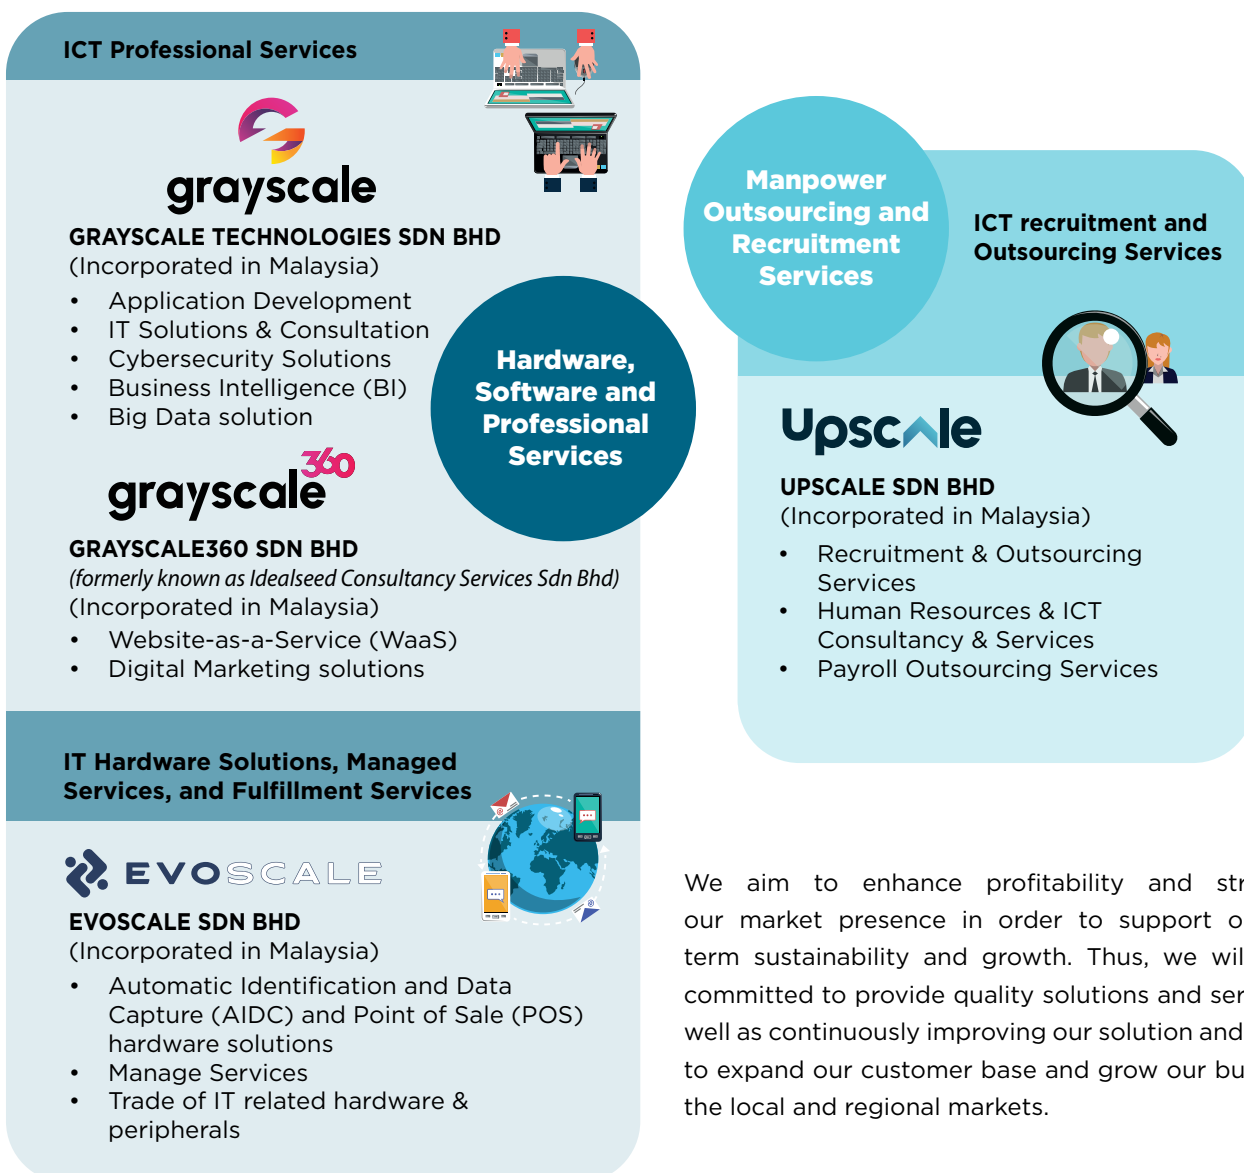 ICT Professional Services
grayscale
GRAYSCALE TECHNOLOGIES SDN BHD
(Incorporated in Malaysia)
• Application Development
• IT Solutions & Consultation
• Cybersecurity Solutions
• Business Intelligence (BI)
• Big Data solution
Hardware,
Software and
Professional
Services
grayscale360
GRAYSCALE360 SDN BHD
(formerly known as Idealseed Consultancy Services Sdn Bhd)
(Incorporated in Malaysia)
• Website-as-a-Service (WaaS)
• Digital Marketing solutions
IT Hardware Solutions, Managed
Services, and Fulfillment Services
EVOSCALE
EVOSCALE SDN BHD
(Incorporated in Malaysia)
• Automatic Identification and Data
Capture (AIDC) and Point of Sale (POS)
hardware solutions
• Manage Services
• Trade of IT related hardware &
peripherals
Manpower
Outsourcing and
Recruitment
Services
ICT recruitment and
Outsourcing Services
Upscale
UPSCALE SDN BHD
(Incorporated in Malaysia)
• Recruitment & Outsourcing
Services
• Human Resources & ICT
Consultancy & Services
• Payroll Outsourcing Services
We aim to enhance profitability and str
our market presence in order to support o
term sustainability and growth. Thus, we wil
committed to provide quality solutions and ser
well as continuously improving our solution and
to expand our customer base and grow our bu
the local and regional markets.